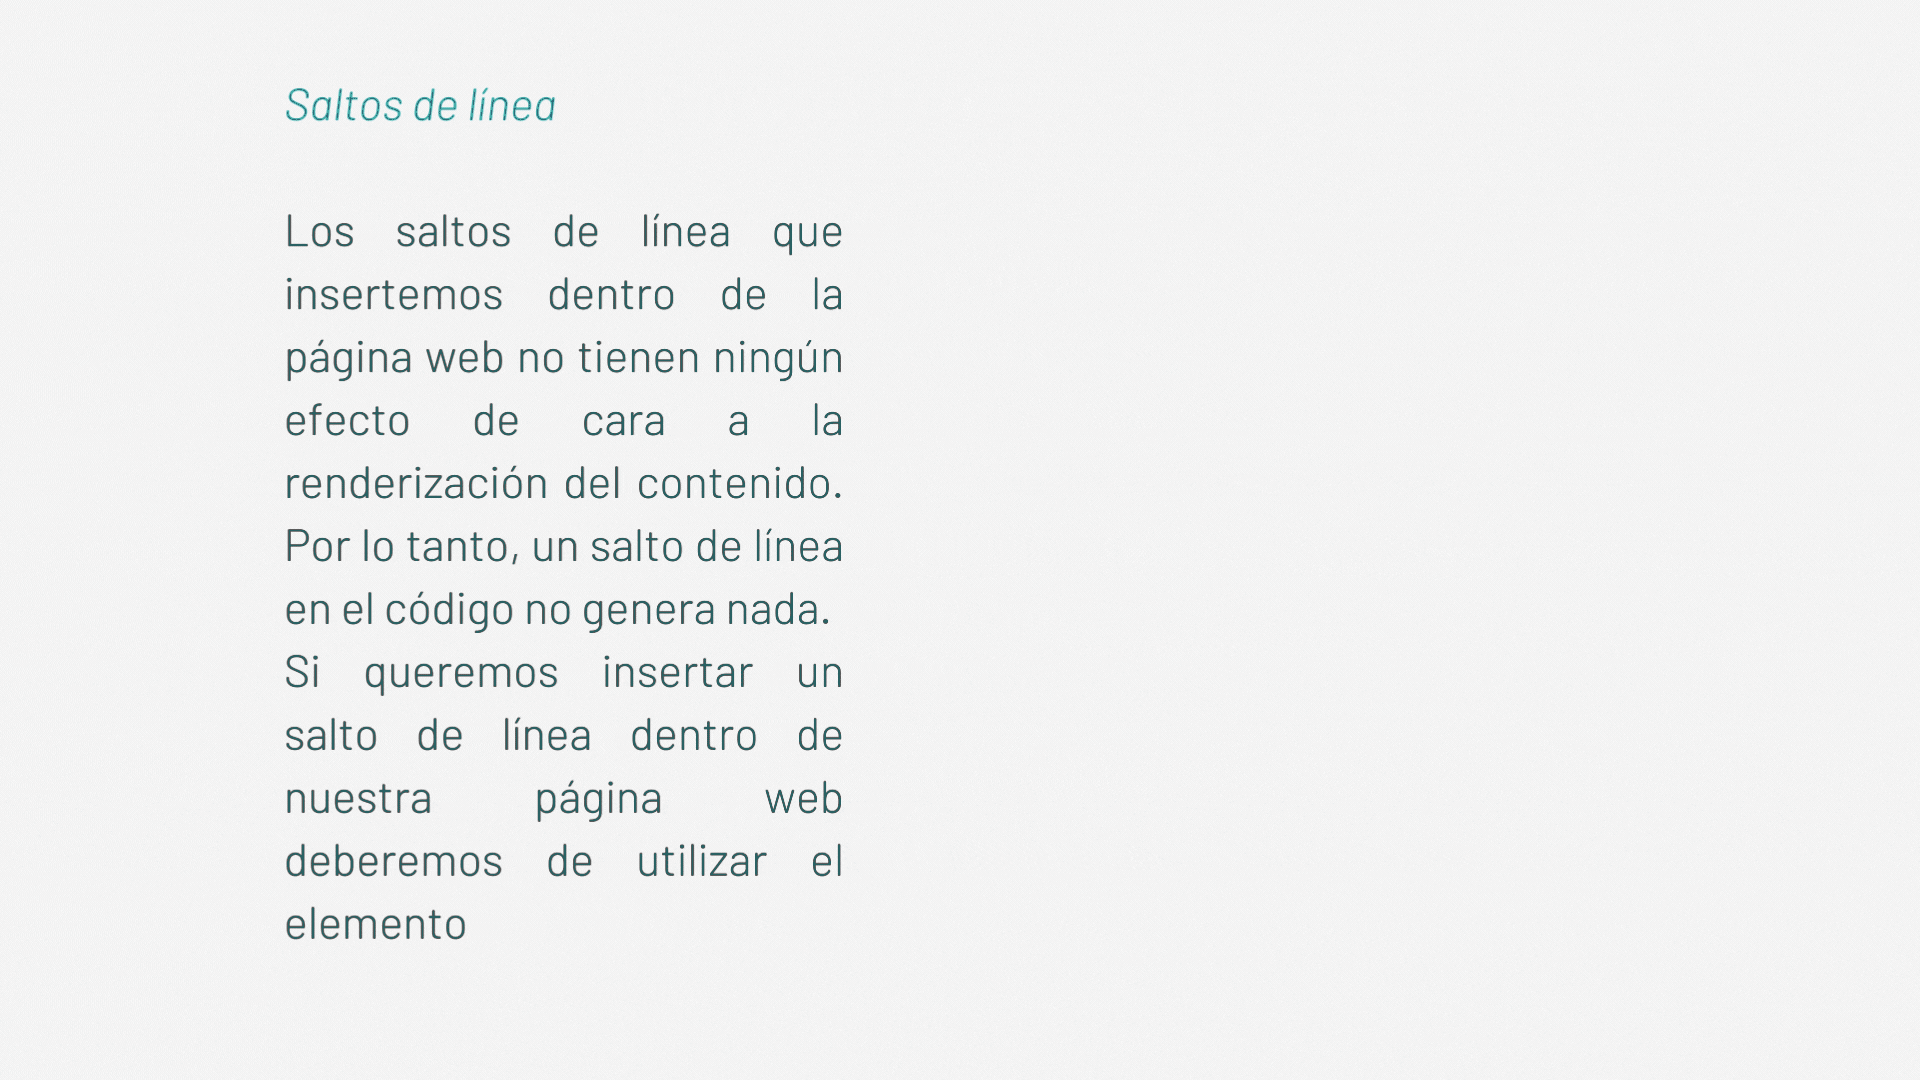 Saltos de línea
Los saltos de línea que
insertemos dentro de la
página web no tienen ningún
efecto de cara a la
renderización del contenido.
Por lo tanto, un salto de línea
en el código no genera nada.
Si queremos insertar un
salto de línea dentro de
nuestra página web
deberemos de utilizar el
elemento